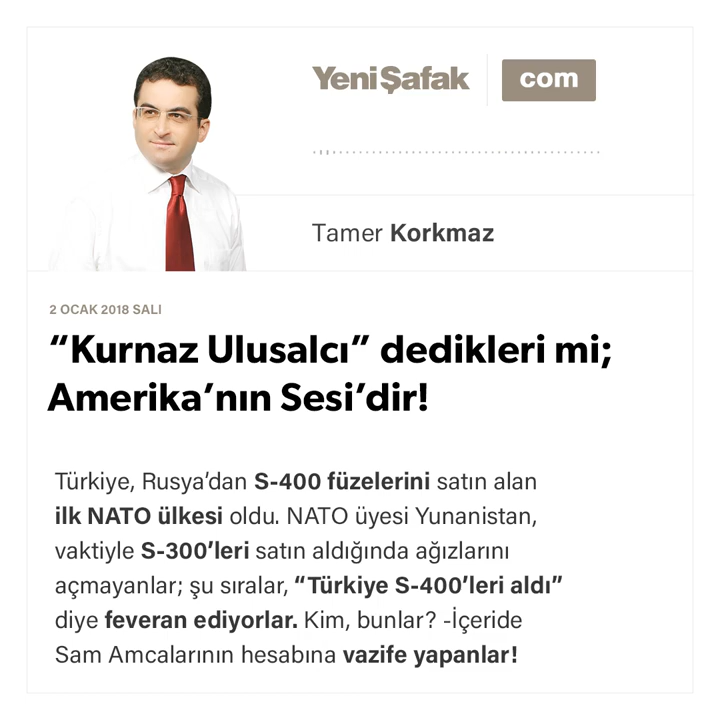 YeniŞafak com
Tamer Korkmaz
2 OCAK 2018 SALI
“Kurnaz Ulusalcı” dedikleri mi;
Amerika’nın Sesi’dir!
Türkiye, Rusya’dan S-400 füzelerini satın alan
ilk NATO ülkesi oldu. NATO üyesi Yunanistan,
vaktiyle S-300’leri satın aldığında ağızlarını
açmayanlar; şu sıralar, “Türkiye S-400’leri aldı”
diye feveran ediyorlar. Kim, bunlar? -İçeride
Sam Amcalarının hesabına vazife yapanlar!